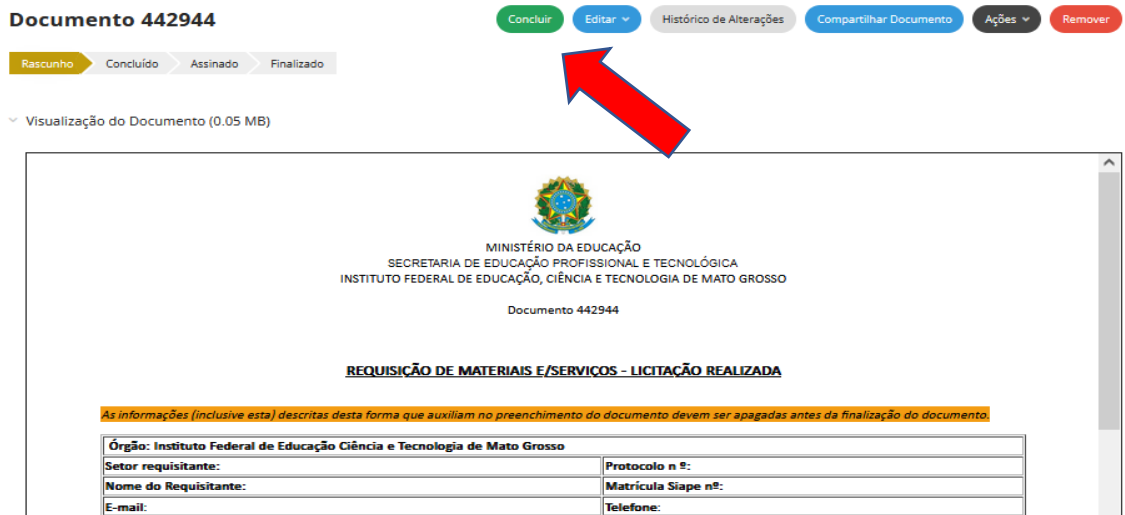 Documento 442944
Concluir Editar Histórico de Alterações Compartilhar Documento Ações Remover
Rascunho Concluído Assinado Finalizado
Visualização do Documento (0.05 MB)
MINISTÉRIO DA EDUCAÇÃO
SECRETARIA DE EDUCAÇÃO PROFISSIONAL E TECNOLÓGICA
INSTITUTO FEDERAL DE EDUCAÇÃO, CIÊNCIA E TECNOLOGIA DE MATO GROSSO
Documento 442944
REQUISIÇÃO DE MATERIAIS E/SERVIÇOS - LICITAÇÃO REALIZADA
As informações (inclusive esta) descritas desta forma que auxiliam no preenchimento do documento devem ser apagadas antes da finalização do documento.
Órgão: Instituto Federal de Educação Ciência e Tecnologia de Mato Grosso
Setor requisitante: Protocolo n º:
Nome do Requisitante: Matrícula Siape nº:
E-mail: Telefone: